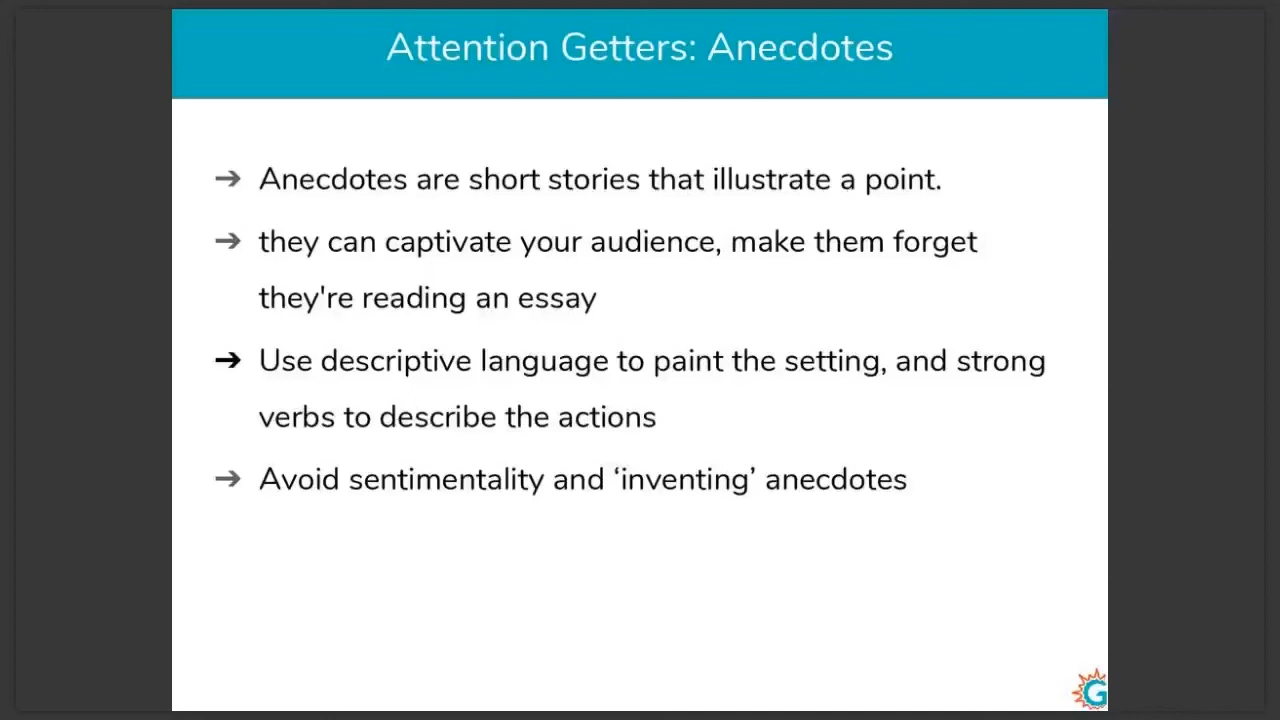 Attention Getters: Anecdotes
➔ Anecdotes are short stories that illustrate a point.
➔ they can captivate your audience, make them forget
they're reading an essay
➔ Use descriptive language to paint the setting, and strong
verbs to describe the actions
➔ Avoid sentimentality and ‘inventing’ anecdotes
G